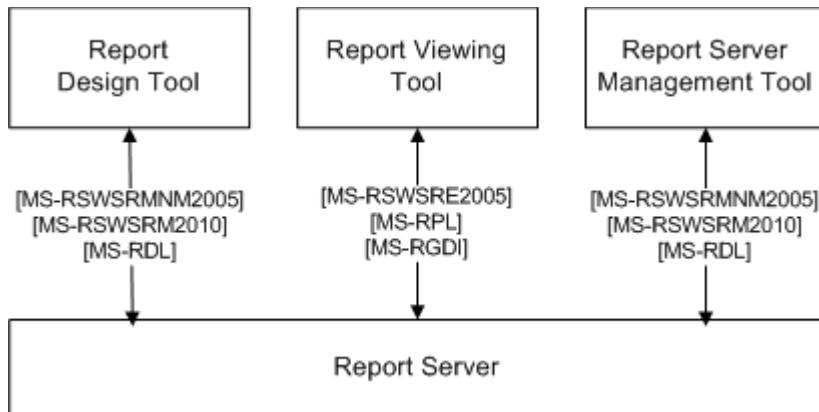 Report
Design Tool
Report Viewing
Tool
Report Server
Management Tool
[MS-RSWSRMNM2005]
[MS-RSWSRM2010]
[MS-RDL]
[MS-RSWSRE2005]
[MS-RPL]
[MS-RGDI]
[MS-RSWSRMNM2005]
[MS-RSWSRM2010]
[MS-RDL]
Report Server